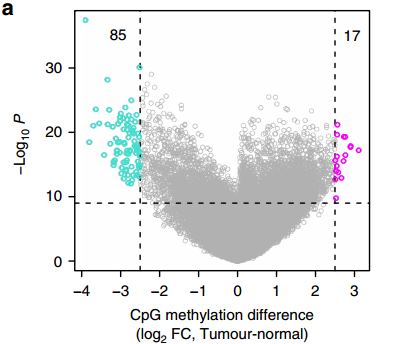 a
85
17
30
20
10
0
−Log10 P
−4 −3 −2 −1 0 1 2 3
CpG methylation difference
(log2 FC, Tumour-normal)